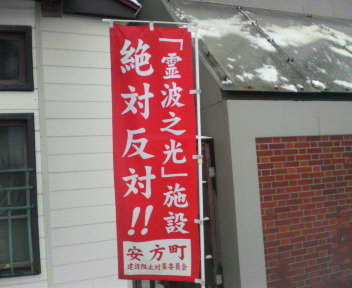 「霊波之光」施設
絶対反対!!
安方町
建設阻止対策委員会